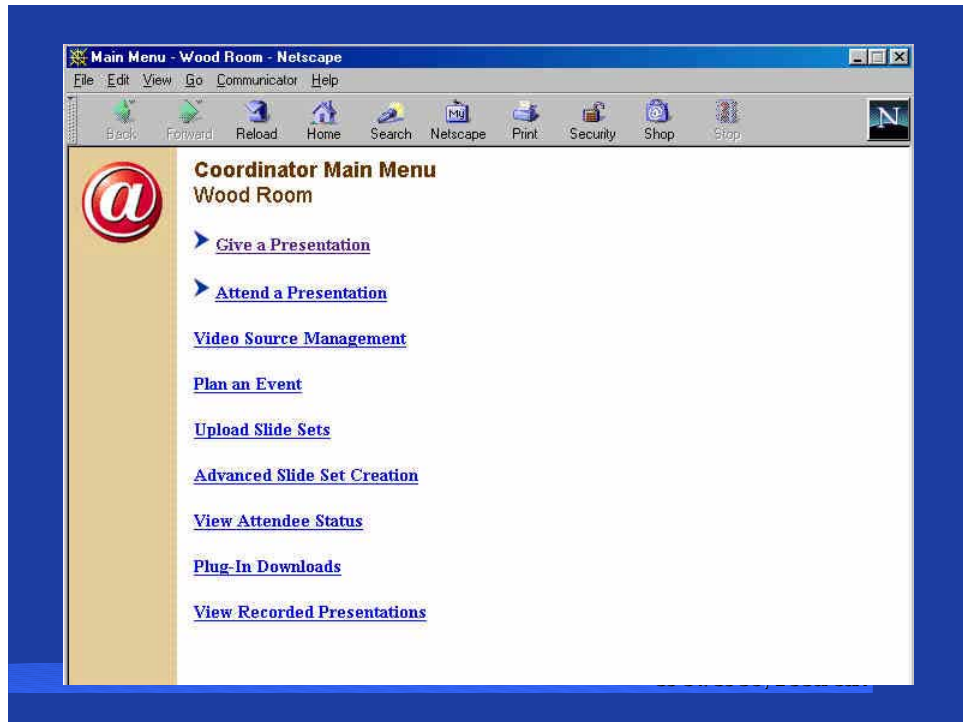 Main Menu - Wood Room - Netscape
File Edit View Go Communicator Help
Back Forward Reload Home Search Netscape Print Security Shop Stop
My
N
@
Coordinator Main Menu
Wood Room
Give a Presentation
Attend a Presentation
Video Source Management
Plan an Event
Upload Slide Sets
Advanced Slide Set Creation
View Attendee Status
Plug-In Downloads
View Recorded Presentations